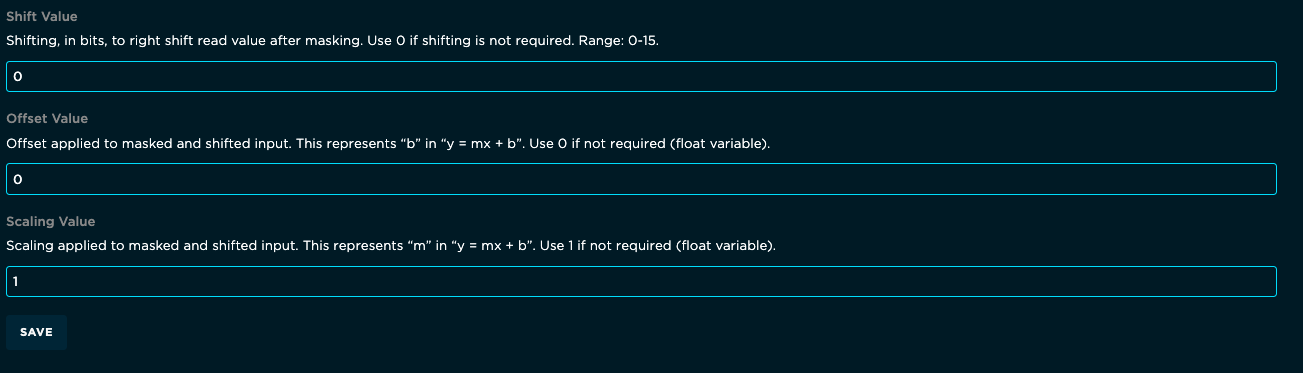 Shift Value
Shifting, in bits, to right shift read value after masking. Use 0 if shifting is not required. Range: 0-15.
0
Offset Value
Offset applied to masked and shifted input. This represents “b” in “y = mx + b”. Use 0 if not required (float variable).
0
Scaling Value
Scaling applied to masked and shifted input. This represents “m” in “y = mx + b”. Use 1 if not required (float variable).
1
SAVE